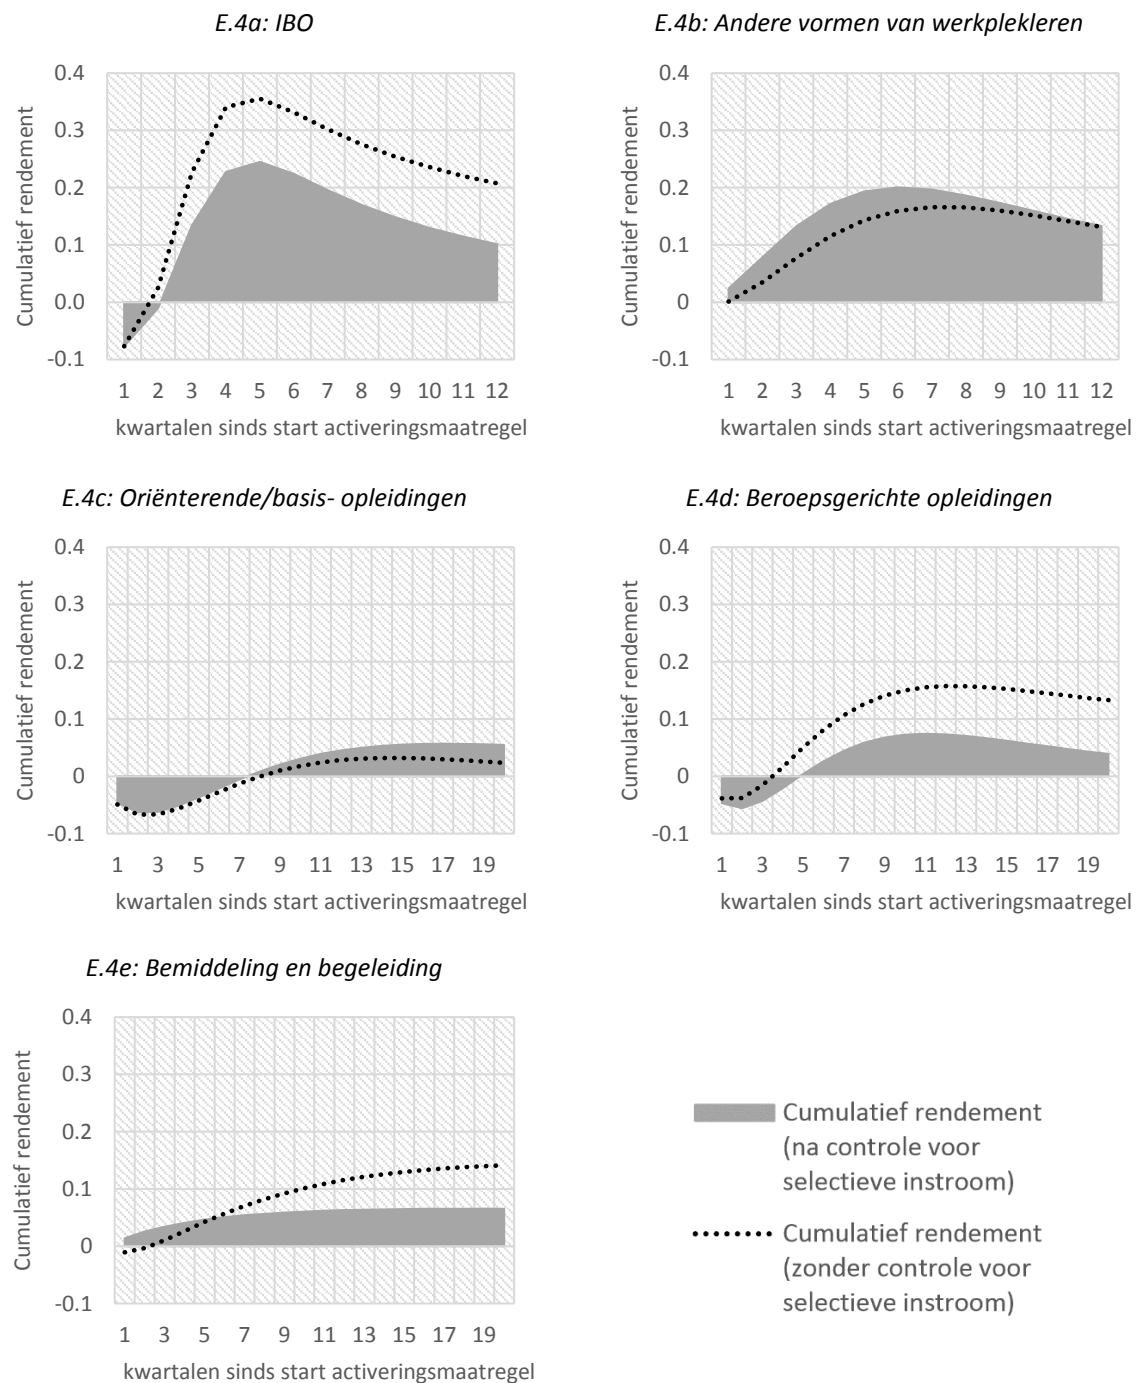 E.4a: IBO
0.4
0.3
0.2
0.1
0.0
-0.1
Cumulatief rendement
1 2 3 4 5 6 7 8 9 10 11 12
kwartalen sinds start activeringsmaatregel
E.4b: Andere vormen van werkplekleren
0.4
0.3
0.2
0.1
0
-0.1
Cumulatief rendement
1 2 3 4 5 6 7 8 9 10 11 12
kwartalen sinds start activeringsmaatregel
E.4c: Oriënterende/basis- opleidingen
0.4
0.3
0.2
0.1
0
-0.1
Cumulatief rendement
1 3 5 7 9 11 13 15 17 19
kwartalen sinds start activeringsmaatregel
E.4d: Beroepsgerichte opleidingen
0.4
0.3
0.2
0.1
0
-0.1
Cumulatief rendement
1 3 5 7 9 11 13 15 17 19
kwartalen sinds start activeringsmaatregel
E.4e: Bemiddeling en begeleiding
0.4
0.3
0.2
0.1
0
-0.1
Cumulatief rendement
1 3 5 7 9 11 13 15 17 19
kwartalen sinds start activeringsmaatregel
Cumulatief rendement
(na controle voor
selectieve instroom)
Cumulatief rendement
(zonder controle voor
selectieve instroom)